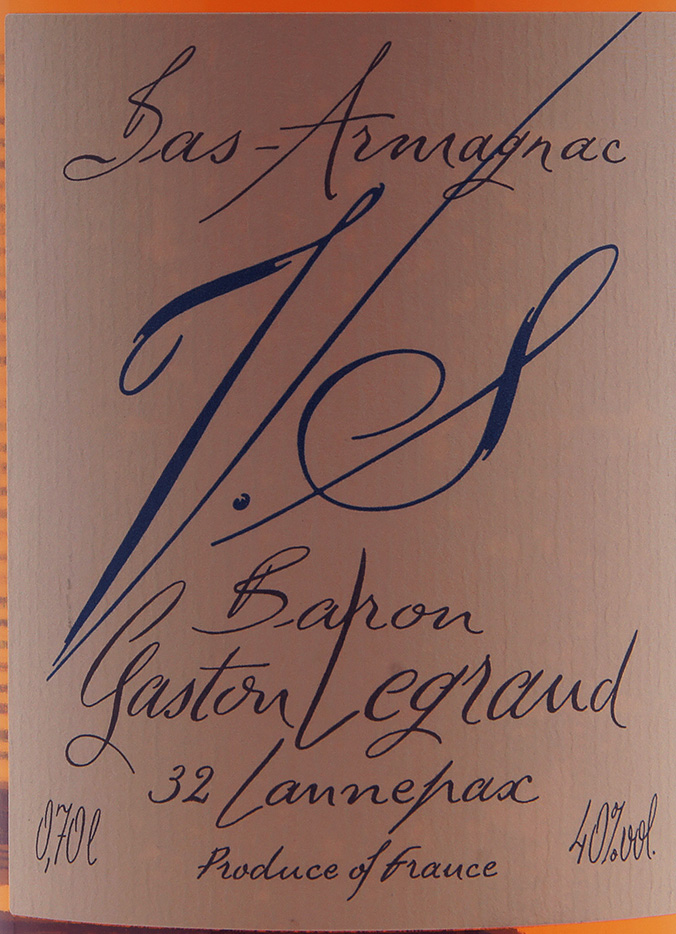 Bas-Armagnac
V.S
Baron
Gaston Legrand
32 Lannepax
0,70l
40%vol.
Produce of France